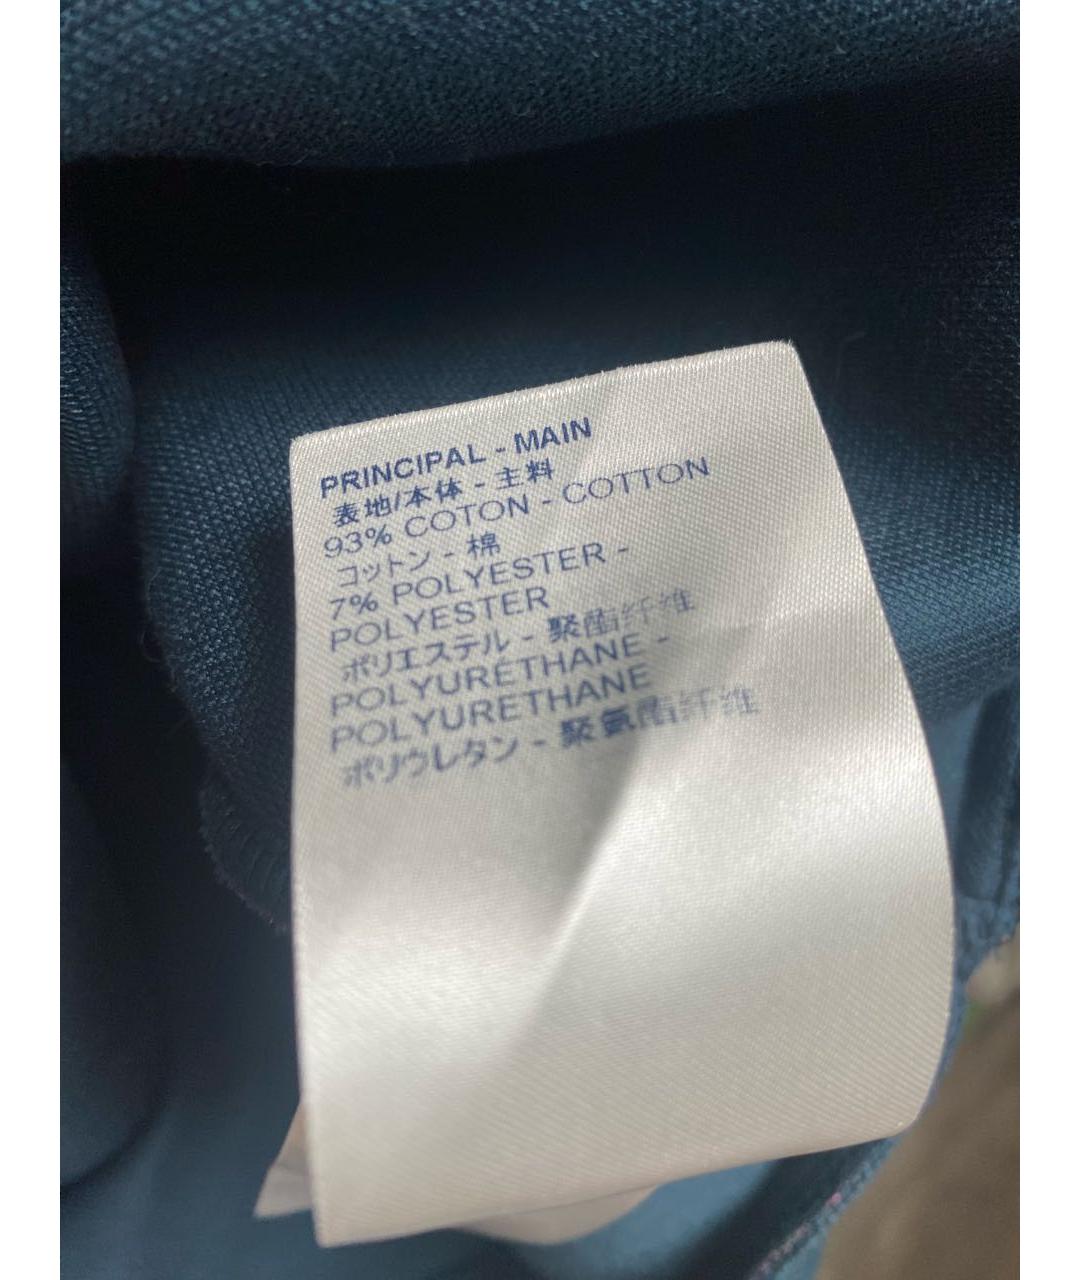 PRINCIPAL - MAIN
表地/本体 - 主料
93% COTON - COTTON
コットン - 棉
7% POLYESTER -
POLYESTER
ポリエステル - 聚酯纤维
POLYURÉTHANE -
POLYURETHANE
ポリウレタン - 聚氨酯纤维